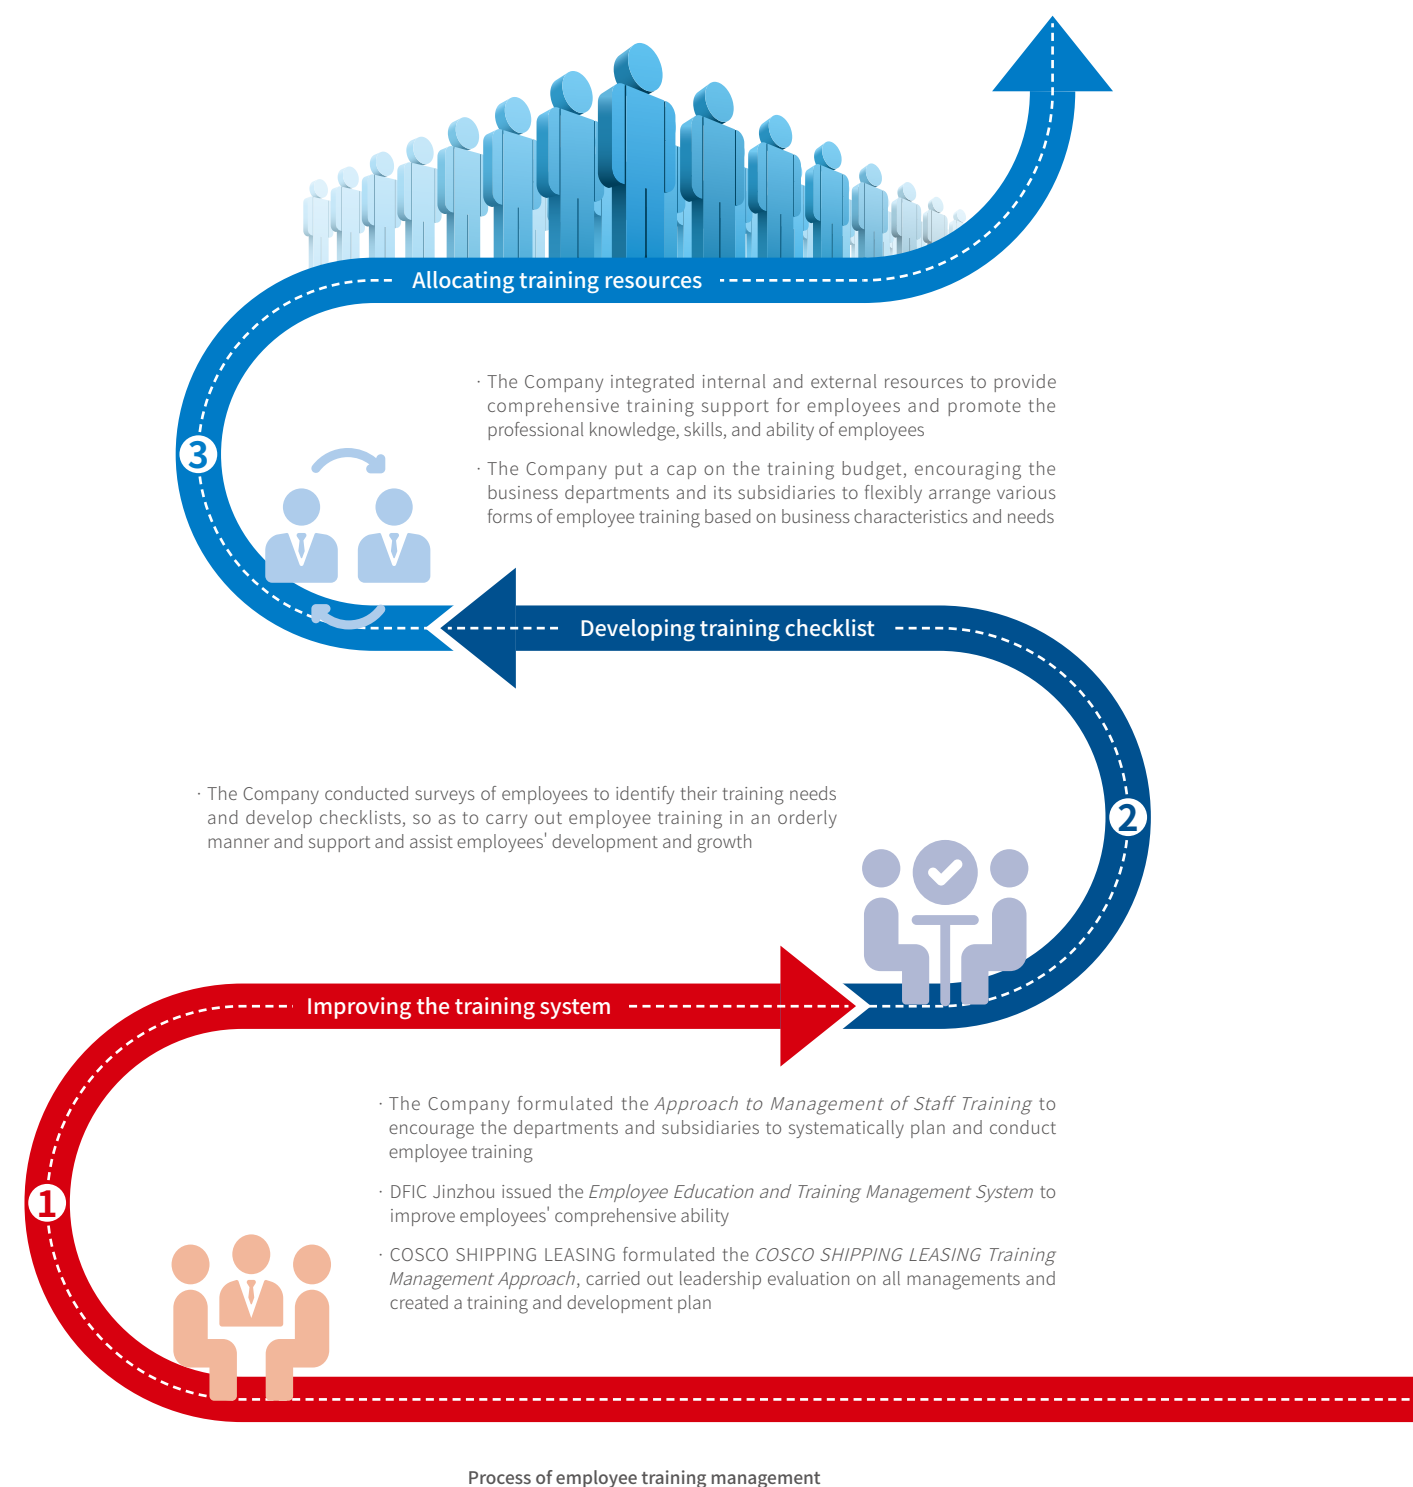 Allocating training resources
· The Company integrated internal and external resources to provide
comprehensive training support for employees and promote the
professional knowledge, skills, and ability of employees
· The Company put a cap on the training budget, encouraging the
business departments and its subsidiaries to flexibly arrange various
forms of employee training based on business characteristics and needs
3
Developing training checklist
· The Company conducted surveys of employees to identify their training needs
and develop checklists, so as to carry out employee training in an orderly
manner and support and assist employees' development and growth
2
Improving the training system
· The Company formulated the Approach to Management of Staff Training to
encourage the departments and subsidiaries to systematically plan and conduct
employee training
· DFIC Jinzhou issued the Employee Education and Training Management System to
improve employees' comprehensive ability
· COSCO SHIPPING LEASING formulated the COSCO SHIPPING LEASING Training
Management Approach, carried out leadership evaluation on all managements and
created a training and development plan
1
Process of employee training management